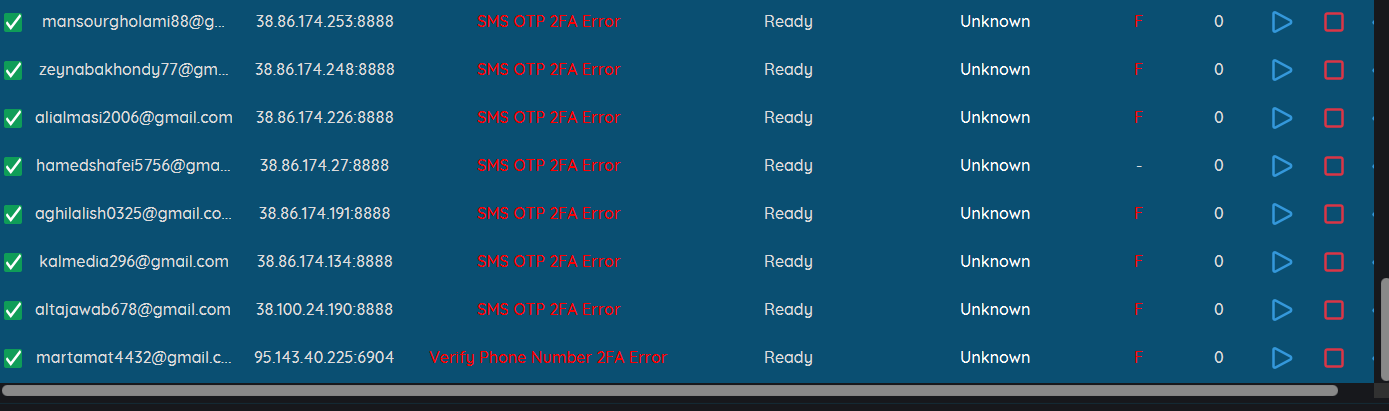 mansourgholami88@g... 38.86.174.253:8888 SMS OTP 2FA Error Ready Unknown F 0
zeynabakhondy77@gm... 38.86.174.248:8888 SMS OTP 2FA Error Ready Unknown F 0
alialmasi2006@gmail.com 38.86.174.226:8888 SMS OTP 2FA Error Ready Unknown F 0
hamedshafei5756@gma... 38.86.174.27:8888 SMS OTP 2FA Error Ready Unknown - 0
aghilalish0325@gmail.co... 38.86.174.191:8888 SMS OTP 2FA Error Ready Unknown F 0
kalmedia296@gmail.com 38.86.174.134:8888 SMS OTP 2FA Error Ready Unknown F 0
altajawab678@gmail.com 38.100.24.190:8888 SMS OTP 2FA Error Ready Unknown F 0
martamat4432@gmail.c... 95.143.40.225:6904 Verify Phone Number 2FA Error Ready Unknown F 0